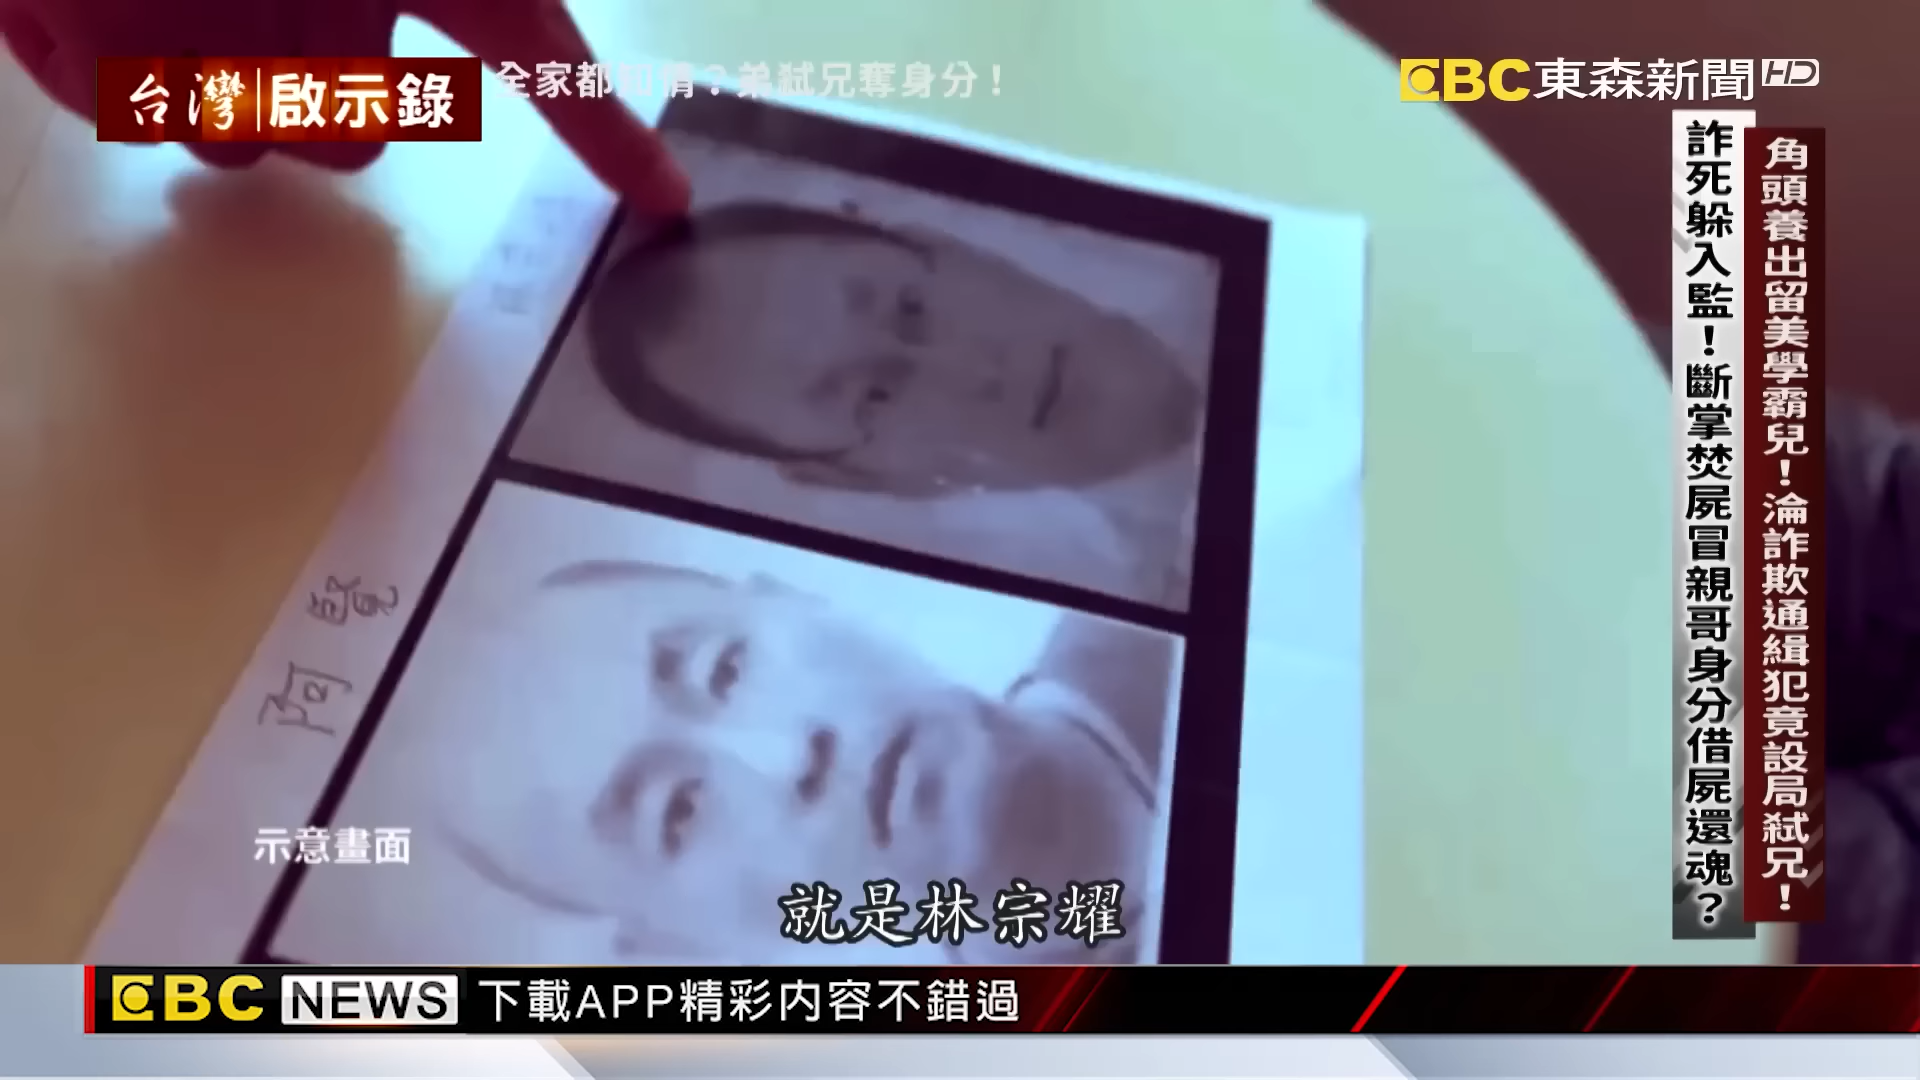 台灣啟示錄
全家都知情？弟弒兄奪身分！
EBC東森新聞HD
角頭養出留美學霸兒！淪詐欺通緝犯竟設局弒兄！
詐死躲入監！斷掌焚屍冒親哥身分借屍還魂？
阿賢
示意畫面
就是林宗耀
EBC NEWS 下載APP精彩內容不錯過